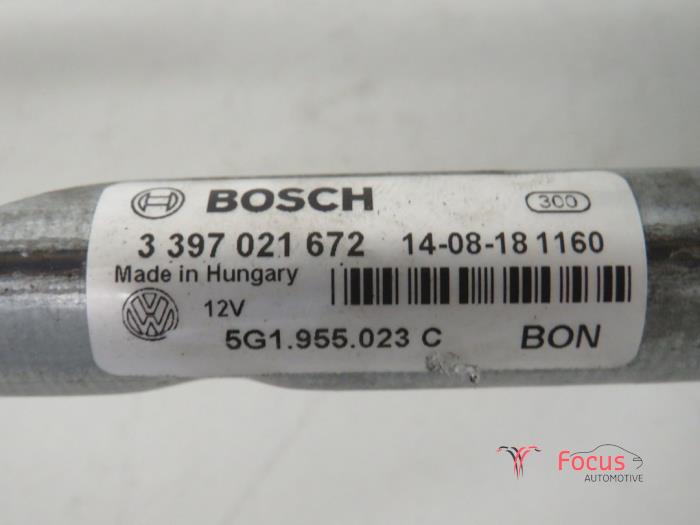 BOSCH 300
3 397 021 672 14-08-18 1160
Made in Hungary
12V
5G1.955.023 C BON
Focus
AUTOMOTIVE